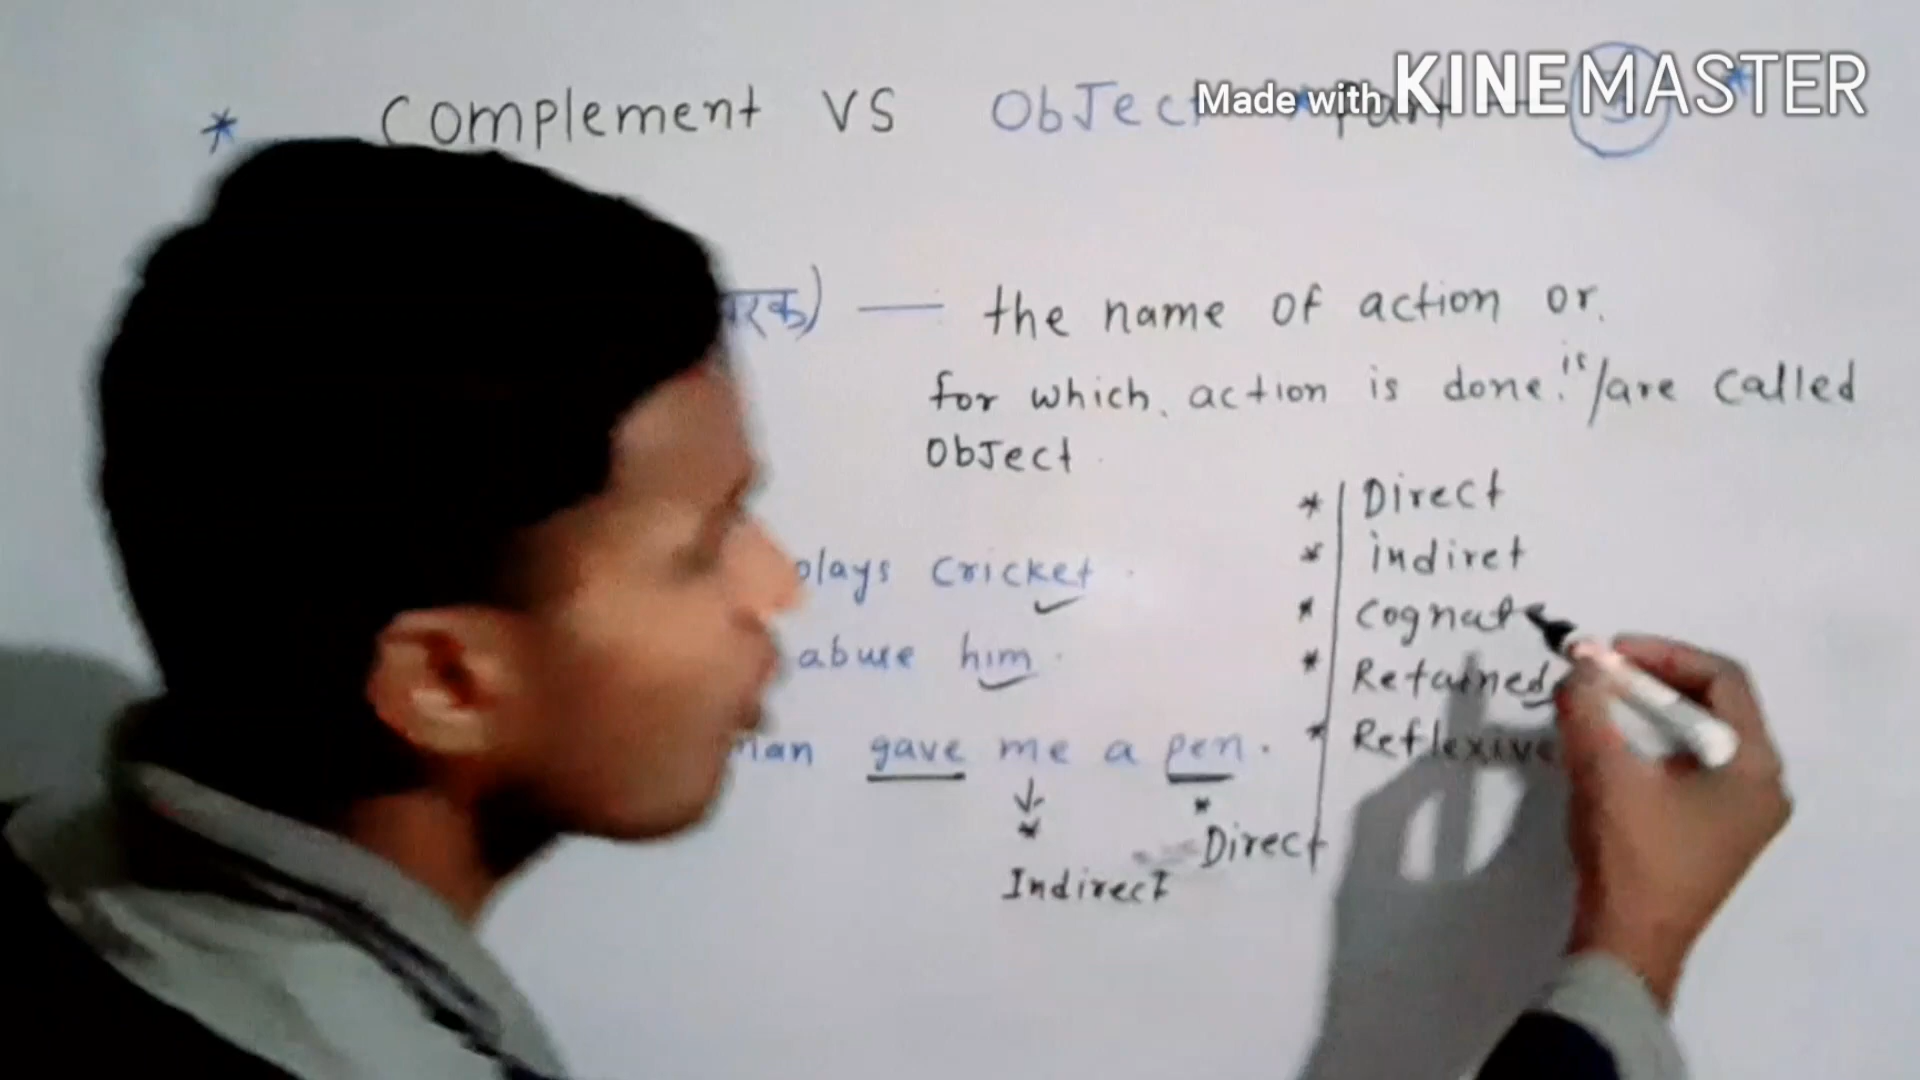 * Complement VS Object
Made with KINEMASTER
— the name of action or
for which action is done. is/are called
Object
* Direct
* indiret
* Cognate
* Retained
* Reflexive
plays Cricket.
abuse him.
gave me a pen.
Direct
Indirect